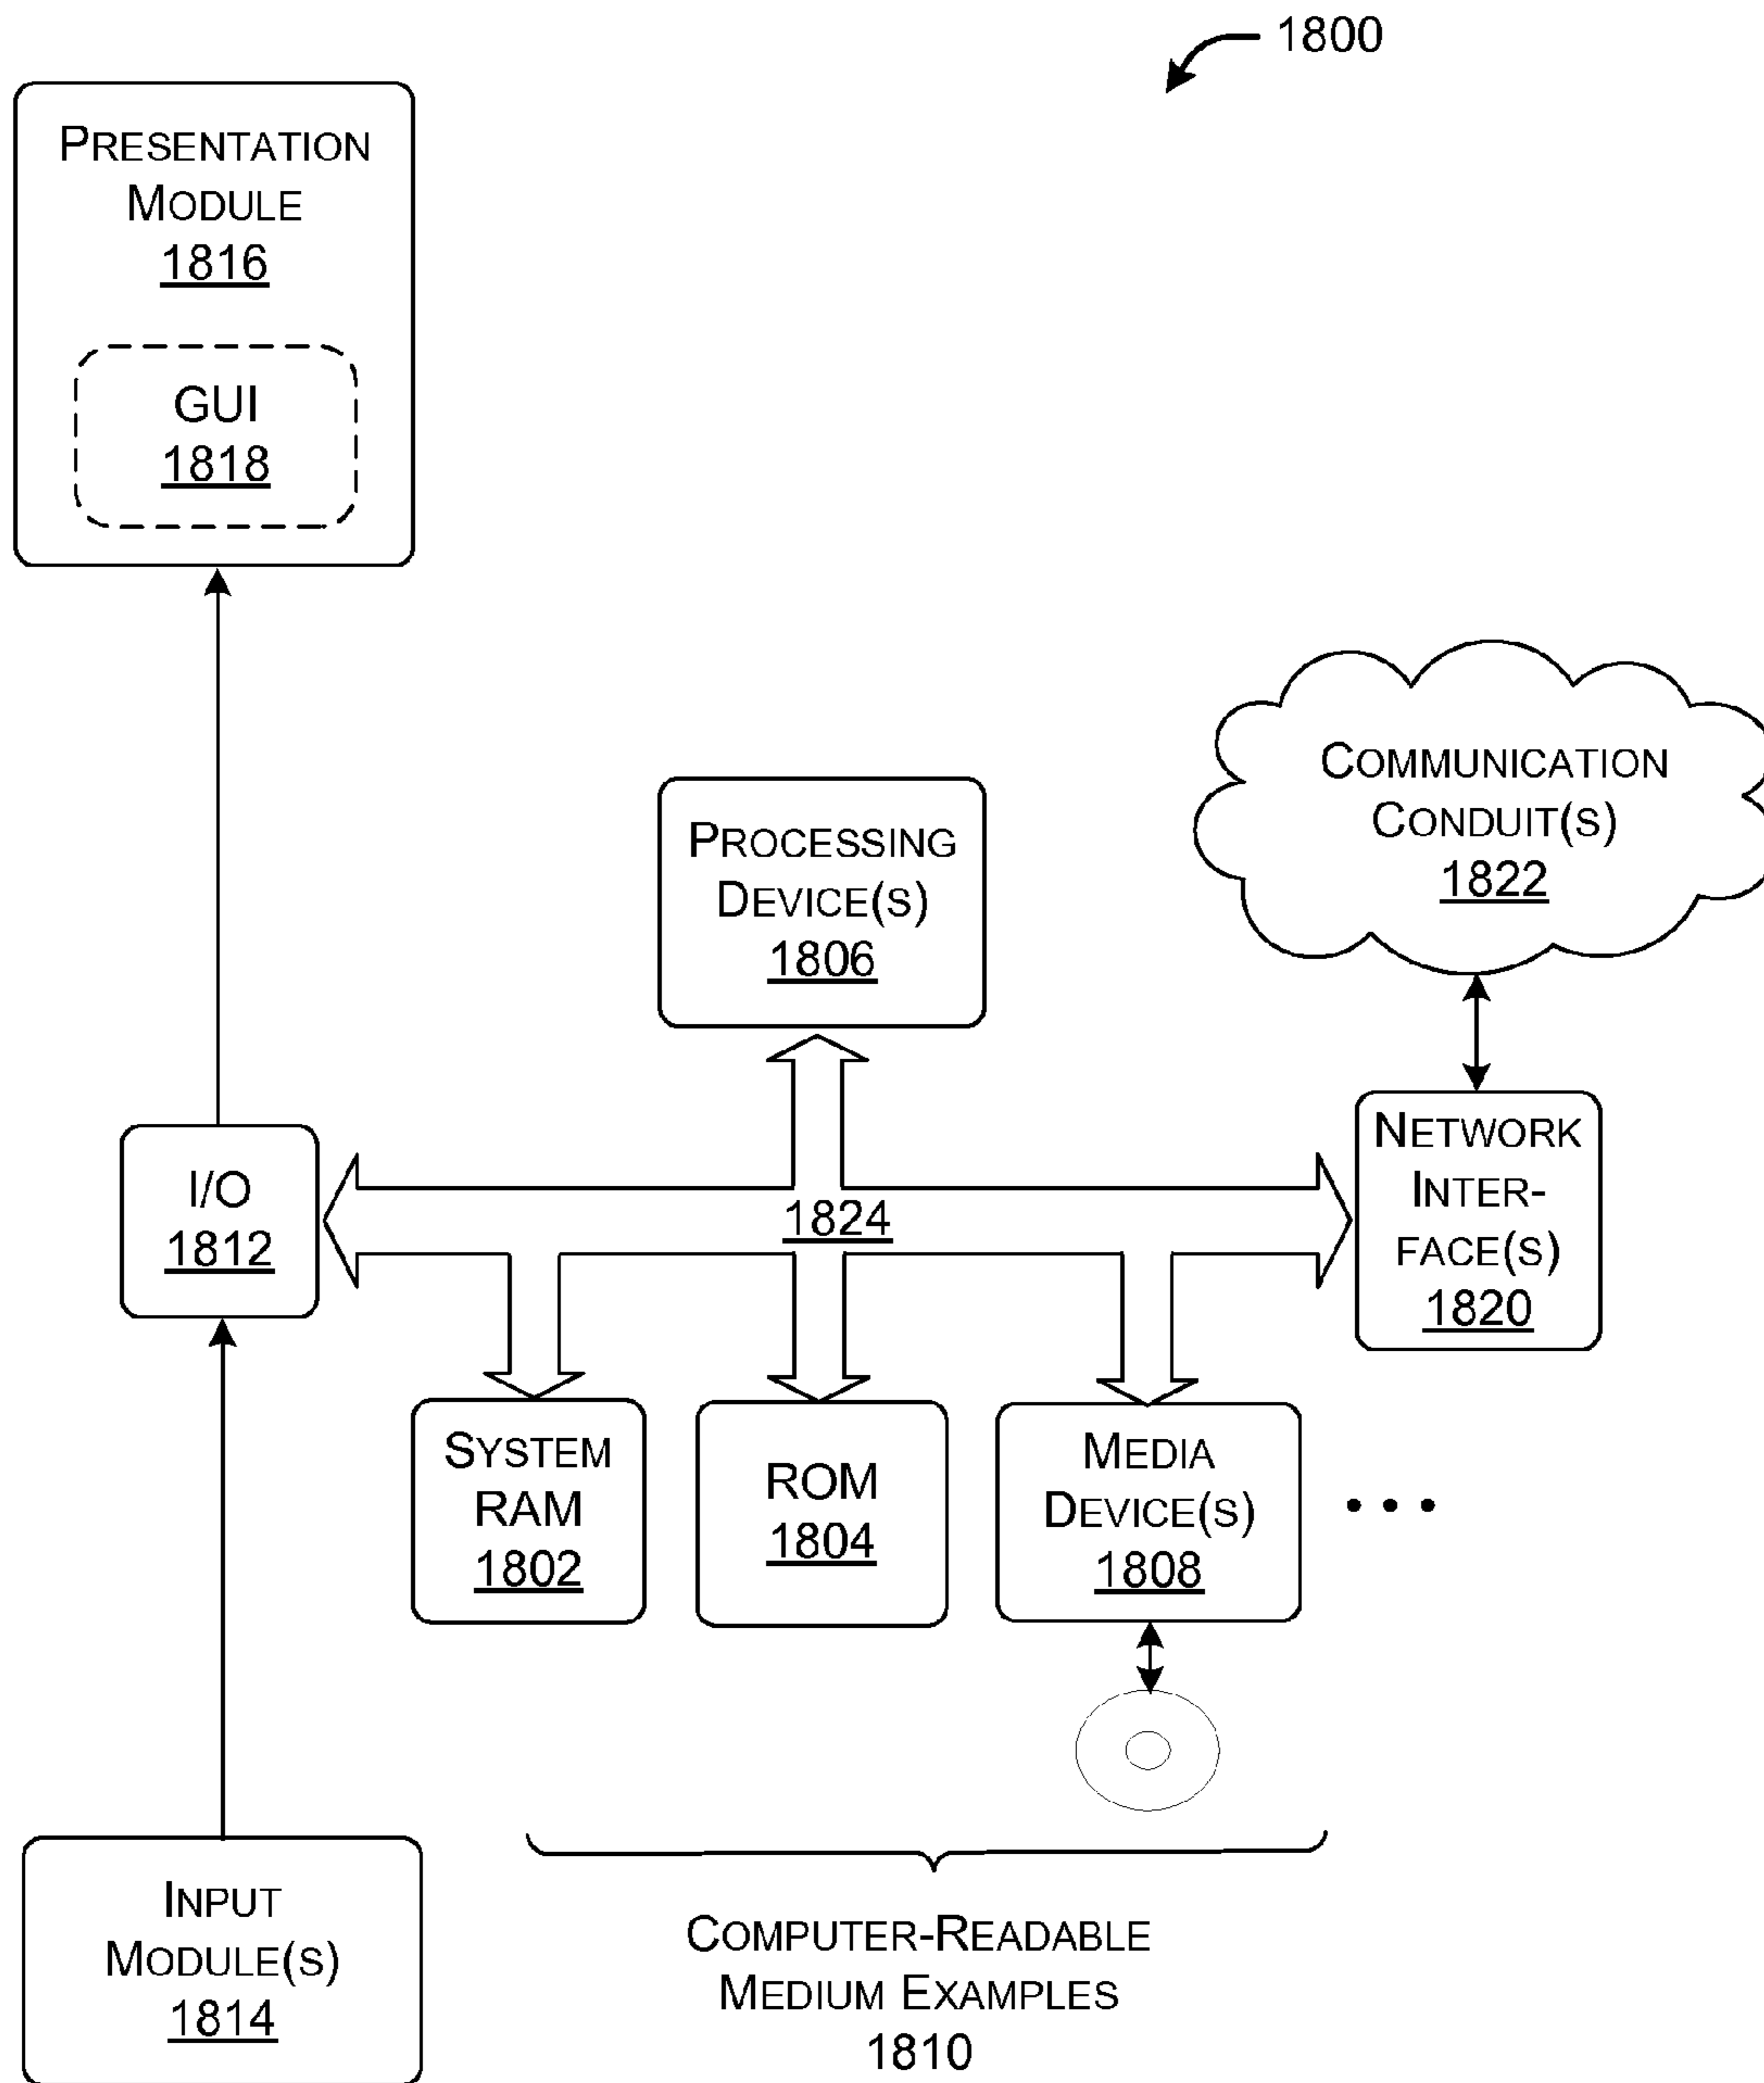 1800
PRESENTATION
MODULE
1816
GUI
1818
COMMUNICATION
CONDUIT(S)
1822
PROCESSING
DEVICE(S)
1806
NETWORK
INTER-
FACE(S)
1820
I/O
1812
1824
SYSTEM
RAM
1802
ROM
1804
MEDIA
DEVICE(S)
1808
• • •
INPUT
MODULE(S)
1814
COMPUTER-READABLE
MEDIUM EXAMPLES
1810